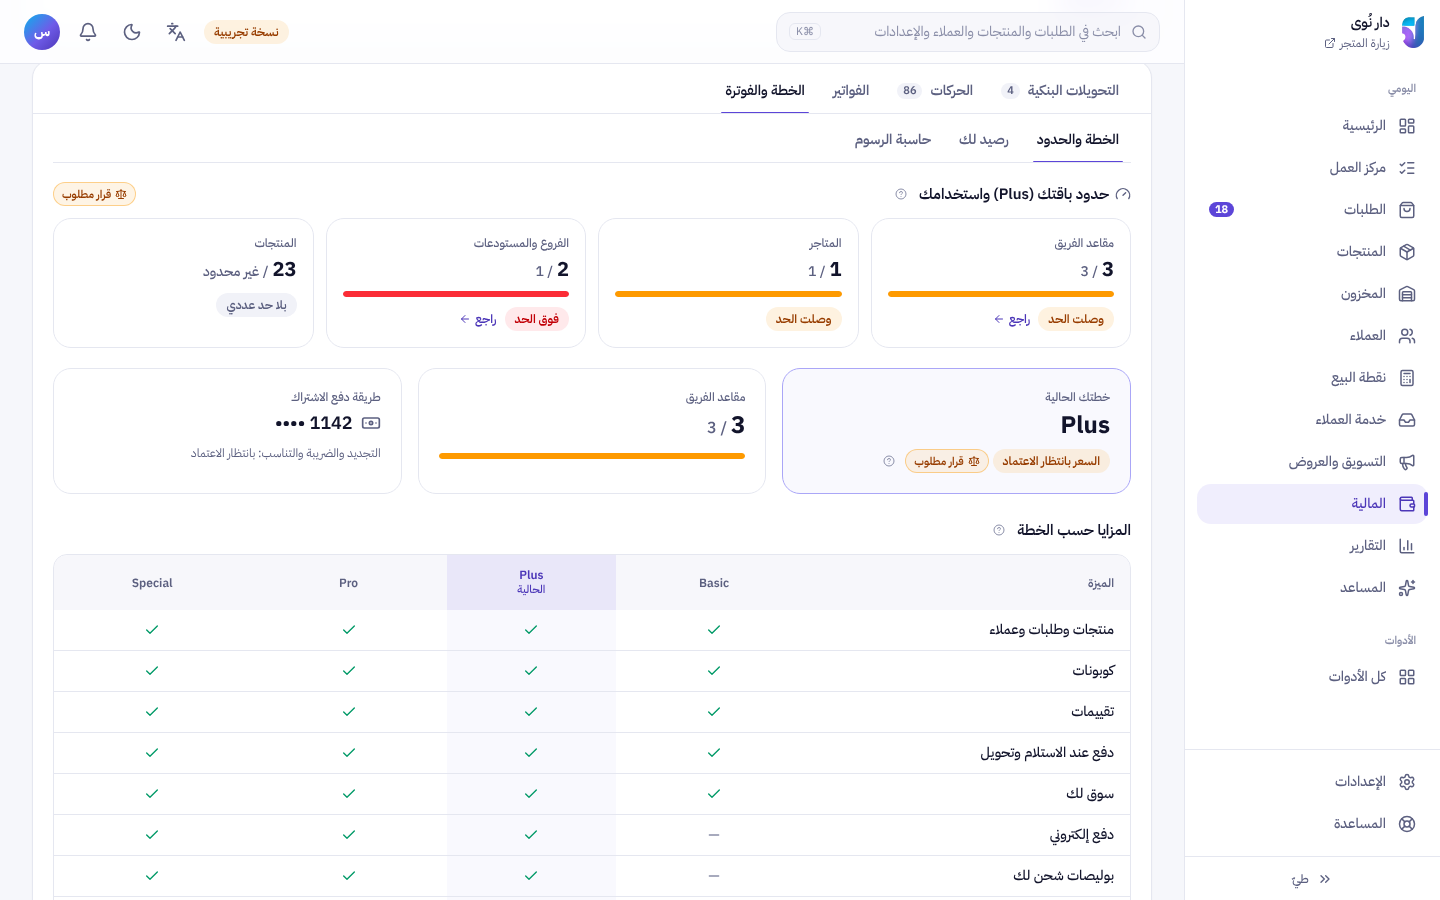 دار نُوى
زيارة المتجر
ابحث في الطلبات والمنتجات والعملاء والإعدادات
⌘K
نسخة تجريبية
س
اليومي
الرئيسية
مركز العمل
الطلبات 18
المنتجات
المخزون
العملاء
نقطة البيع
خدمة العملاء
التسويق والعروض
المالية
التقارير
المساعد
الأدوات
كل الأدوات
الإعدادات
المساعدة
طيّ
التحويلات البنكية 4 الحركات 86 الفواتير الخطة والفوترة
الخطة والحدود رصيد لك حاسبة الرسوم
حدود باقتك (Plus) واستخدامك
قرار مطلوب
مقاعد الفريق
3 / 3
وصلت الحد راجع
المتاجر
1 / 1
وصلت الحد
الفروع والمستودعات
2 / 1
فوق الحد راجع
المنتجات
23 / غير محدود
بلا حد عددي
خطتك الحالية
Plus
السعر بانتظار الاعتماد قرار مطلوب
مقاعد الفريق
3 / 3
طريقة دفع الاشتراك
•••• 1142
التجديد والضريبة والتناسب: بانتظار الاعتماد
المزايا حسب الخطة
الميزة Basic Plus الحالية Pro Special
منتجات وطلبات وعملاء
كوبونات
تقييمات
دفع عند الاستلام وتحويل
سوق لك
دفع إلكتروني —
بوليصات شحن لك —